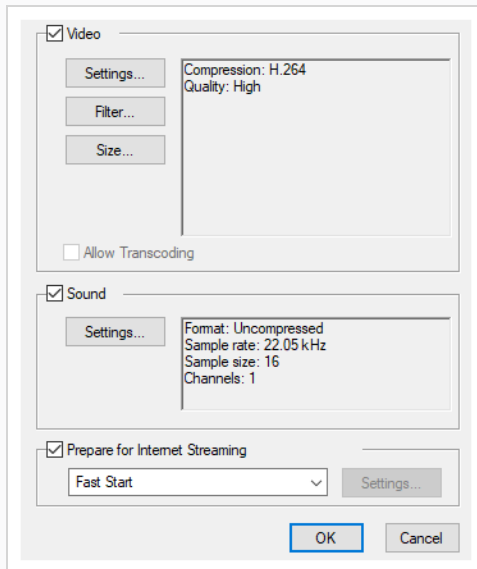 Video
Settings...
Compression: H.264
Quality: High
Filter...
Size...
Allow Transcoding
Sound
Settings...
Format: Uncompressed
Sample rate: 22.05 kHz
Sample size: 16
Channels: 1
Prepare for Internet Streaming
Fast Start
Settings...
OK
Cancel